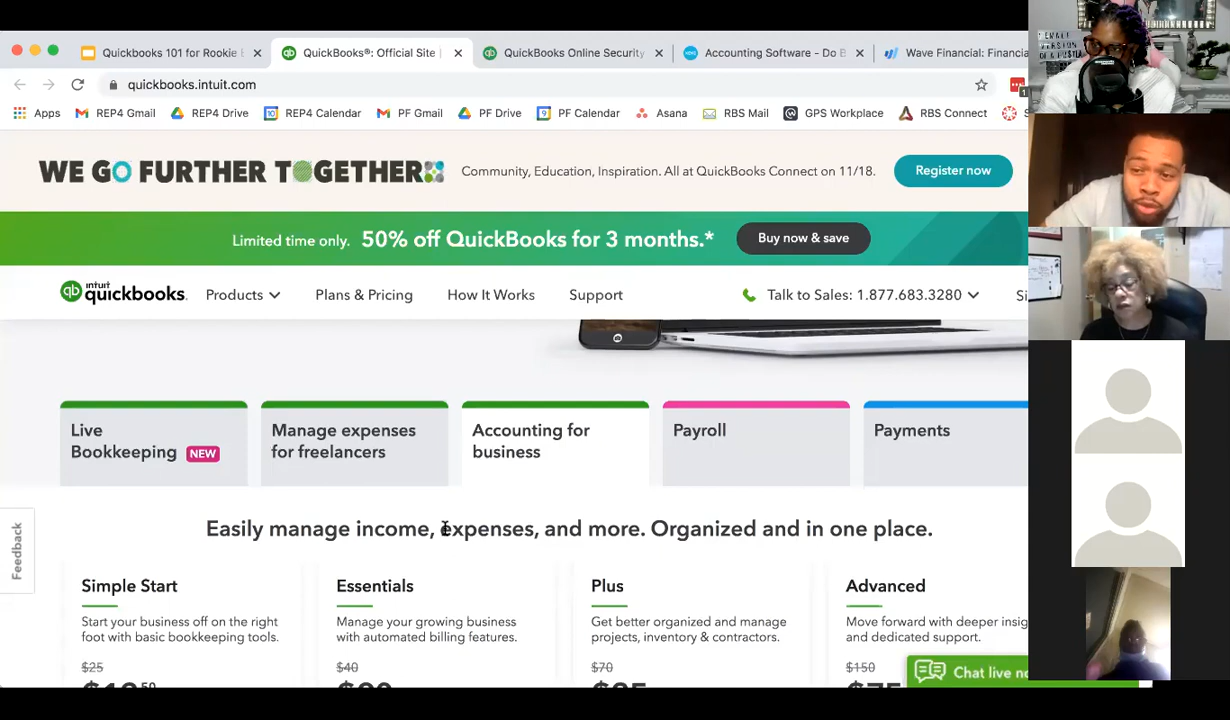 Quickbooks 101 for Rookie
QuickBooks®: Official Site
QuickBooks Online Security
Accounting Software - Do B
Wave Financial: Financia
quickbooks.intuit.com
Apps
REP4 Gmail
REP4 Drive
REP4 Calendar
PF Gmail
PF Drive
PF Calendar
Asana
RBS Mail
GPS Workplace
RBS Connect
WE GO FURTHER TOGETHER
Community, Education, Inspiration. All at QuickBooks Connect on 11/18.
Register now
Limited time only. 50% off QuickBooks for 3 months.*
Buy now & save
intuit
quickbooks.
Products
Plans & Pricing
How It Works
Support
Talk to Sales: 1.877.683.3280
Live
Bookkeeping NEW
Manage expenses
for freelancers
Accounting for
business
Payroll
Payments
Feedback
Easily manage income, expenses, and more. Organized and in one place.
Simple Start
Start your business off on the right
foot with basic bookkeeping tools.
$25
Essentials
Manage your growing business
with automated billing features.
$40
Plus
Get better organized and manage
projects, inventory & contractors.
$70
Advanced
Move forward with deeper insig
and dedicated support.
$150
Chat live no